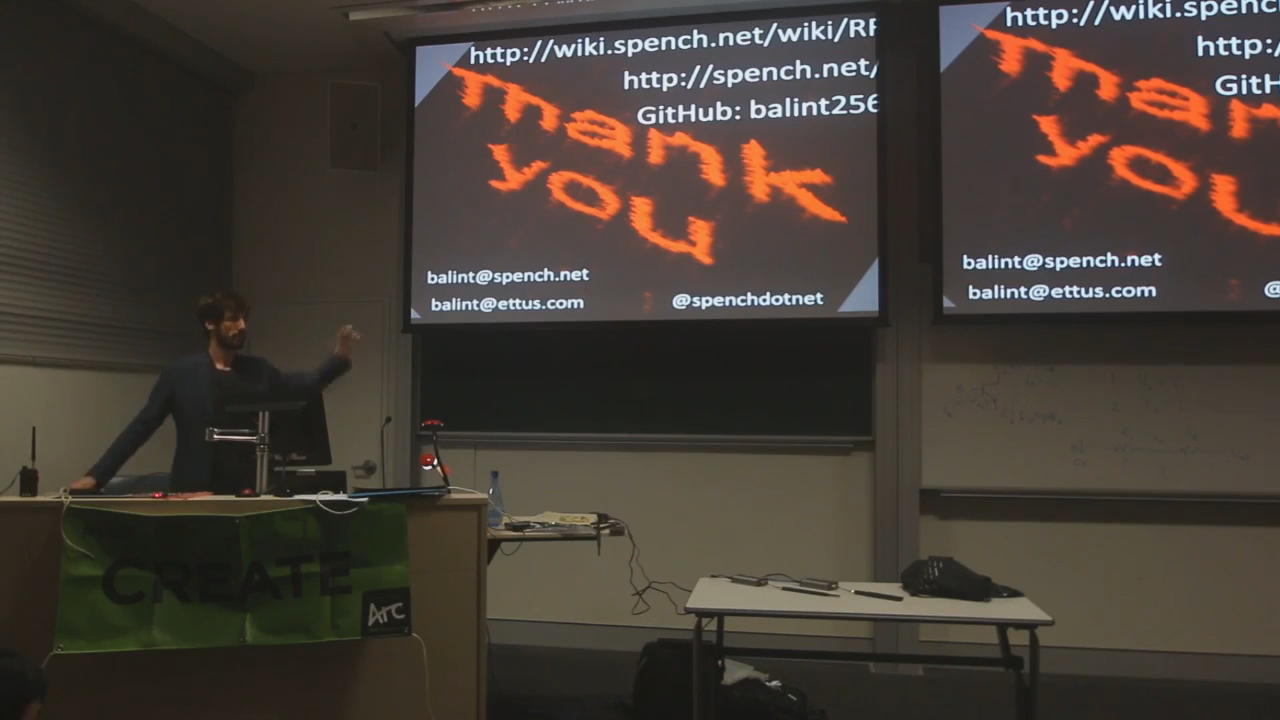 http://wiki.spench.net/wiki/RF
http://spench.net/
GitHub: balint256
thank
you
balint@spench.net
balint@ettus.com
@spenchdotnet
http://wiki.spenc
http:/
GitH
than
you
balint@spench.net
balint@ettus.com
@
CREATE
Arc